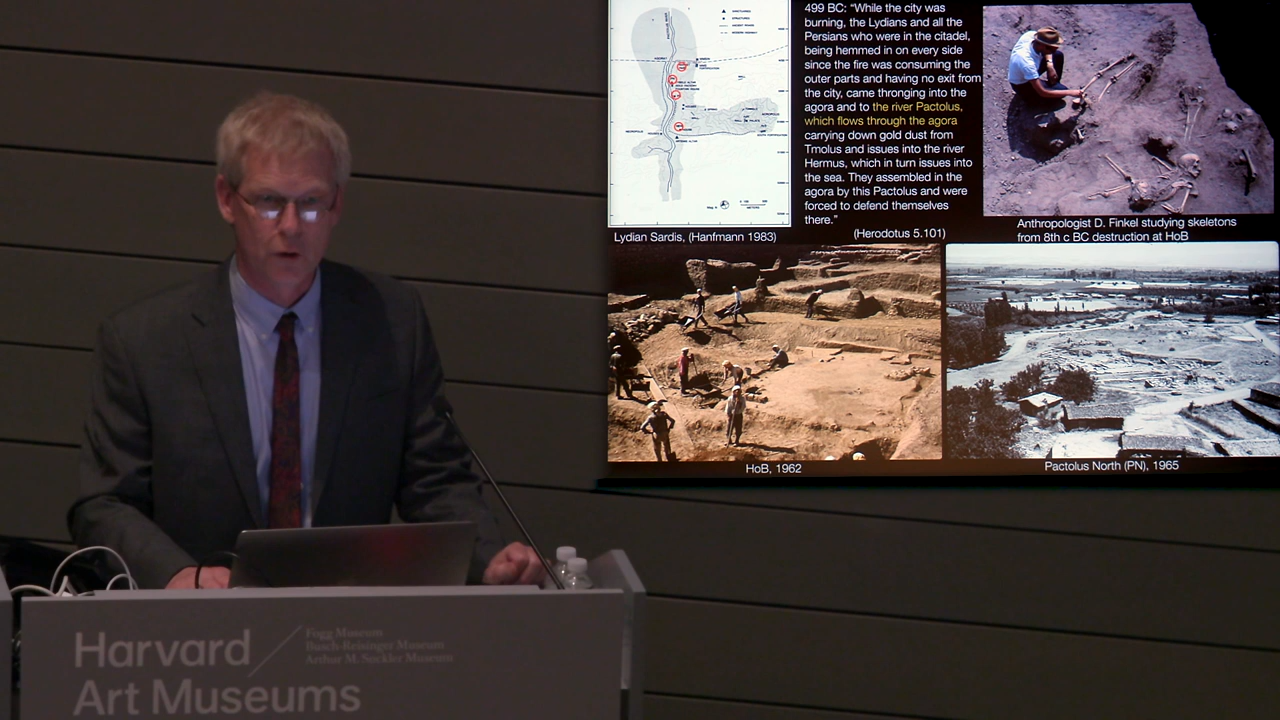 499 BC: “While the city was
burning, the Lydians and all the
Persians who were in the citadel,
being hemmed in on every side
since the fire was consuming the
outer parts and having no exit from
the city, came thronging into the
agora and to the river Pactolus,
which flows through the agora
carrying down gold dust from
Tmolus and issues into the river
Hermus, which in turn issues into
the sea. They assembled in the
agora by this Pactolus and were
forced to defend themselves
there.”
(Herodotus 5.101)
Lydian Sardis, (Hanfmann 1983)
Anthropologist D. Finkel studying skeletons
from 8th c BC destruction at HoB
HoB, 1962
Pactolus North (PN), 1965
Harvard
Art Museums
Fogg Museum
Busch-Reisinger Museum
Arthur M. Sackler Museum